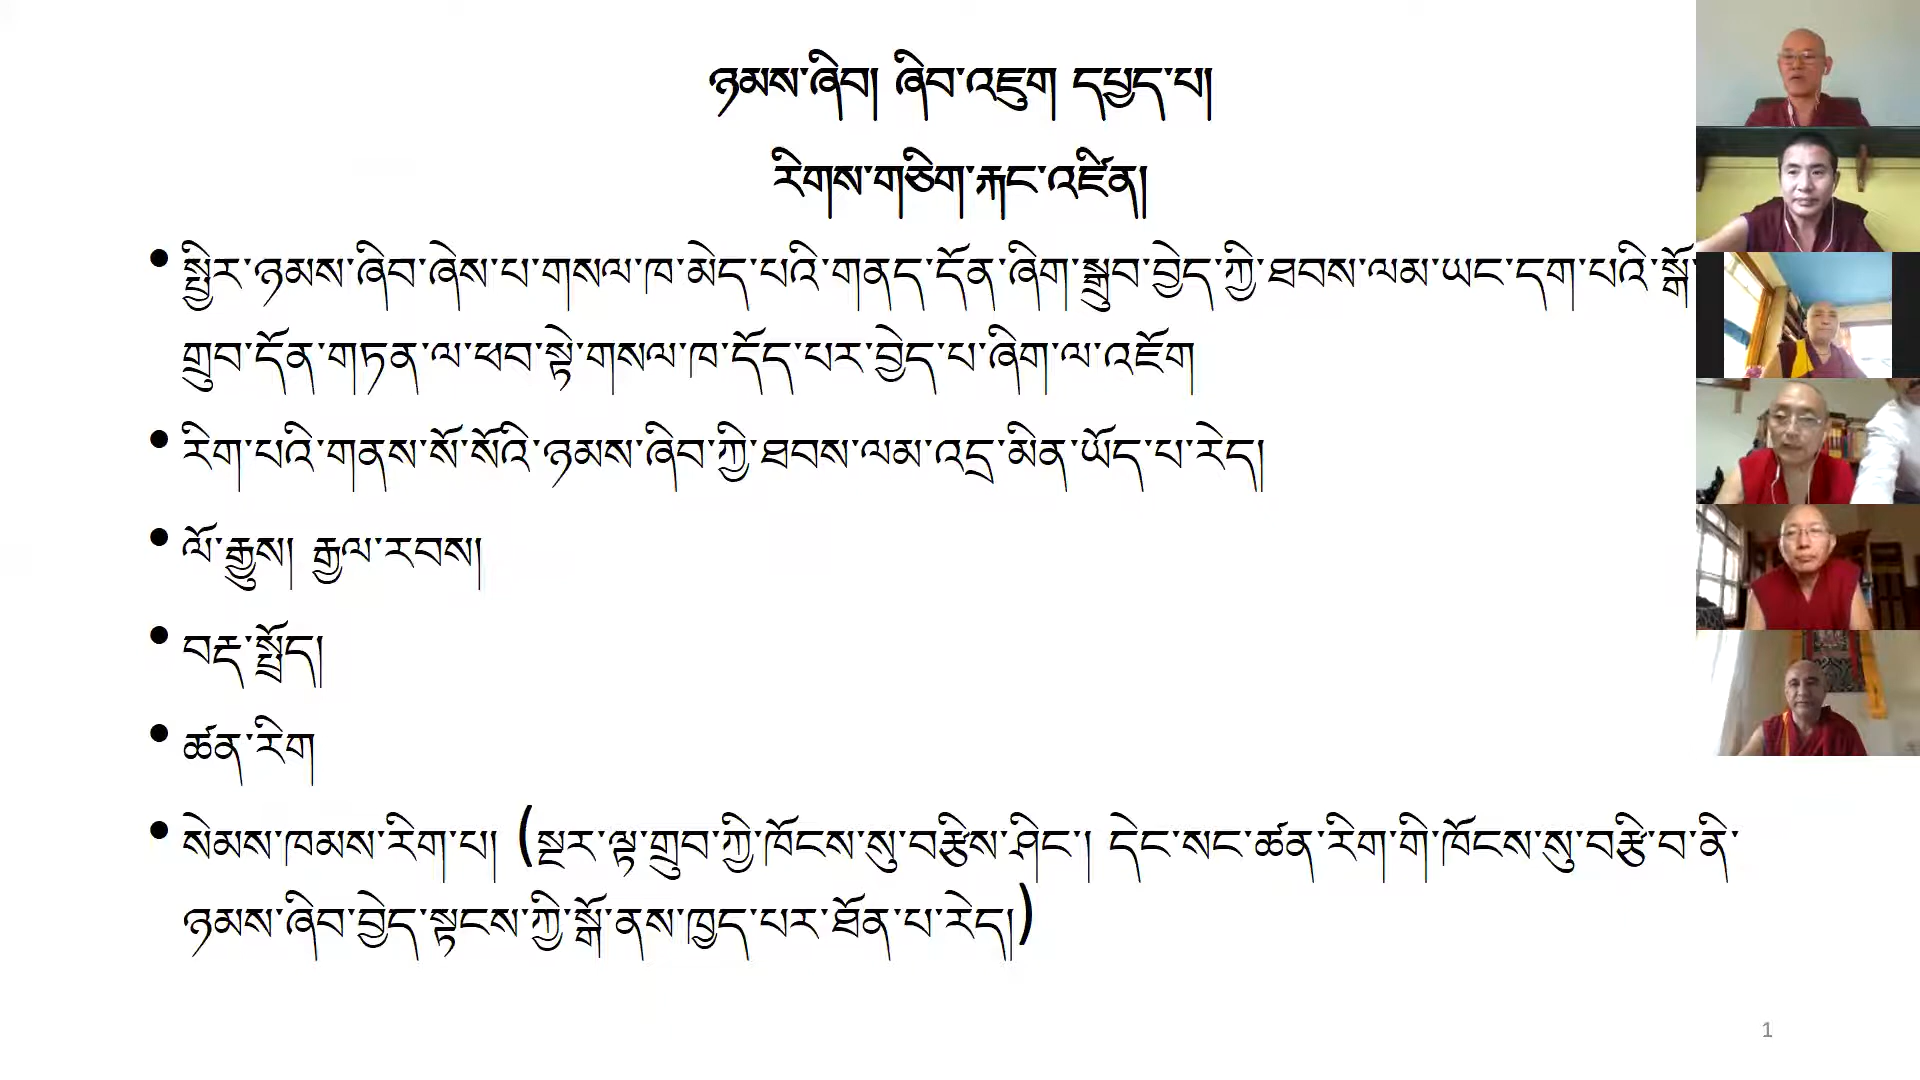 ཉམས་ཞིབ། ཞིབ་འཇུག དཔྱད་པ།
རིགས་གཅིག་རྐང་འཛིན།
• སྤྱིར་ཉམས་ཞིབ་ཞེས་པ་གསལ་ཁ་མེད་པའི་གནད་དོན་ཞིག་སྒྲུབ་བྱེད་ཀྱི་ཐབས་ལམ་ཡང་དག་པའི་སྒོ་
གྲུབ་དོན་གཏན་ལ་ཕབ་སྟེ་གསལ་ཁ་དོད་པར་བྱེད་པ་ཞིག་ལ་འཇོག
• རིག་པའི་གནས་སོ་སོའི་ཉམས་ཞིབ་ཀྱི་ཐབས་ལམ་འདྲ་མིན་ཡོད་པ་རེད།
• ལོ་རྒྱུས། རྒྱལ་རབས།
• བརྡ་སྤྲོད།
• ཚན་རིག
• སེམས་ཁམས་རིག་པ། (སྔར་ལྟ་གྲུབ་ཀྱི་ཁོངས་སུ་བརྩིས་ཤིང་། དེང་སང་ཚན་རིག་གི་ཁོངས་སུ་བརྩི་བ་ནི་
ཉམས་ཞིབ་བྱེད་སྟངས་ཀྱི་སྒོ་ནས་ཁྱད་པར་ཐོན་པ་རེད།)
1